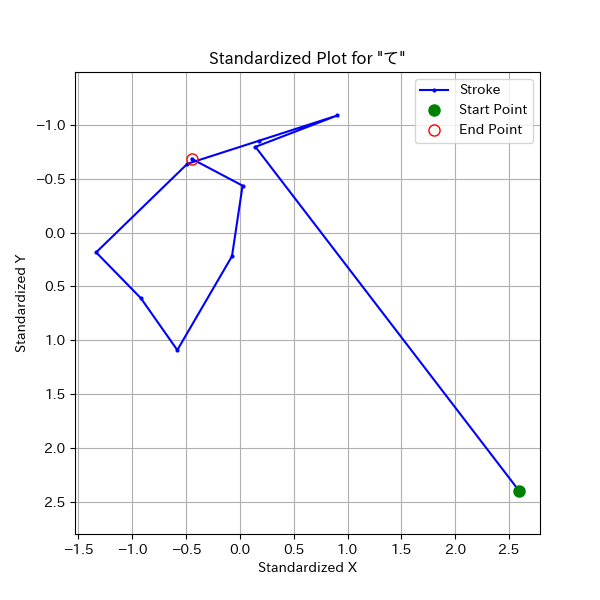 Standardized Plot for "て"
Stroke
Start Point
End Point
−1.0
−0.5
0.0
0.5
1.0
1.5
2.0
2.5
Standardized Y
−1.5 −1.0 −0.5 0.0 0.5 1.0 1.5 2.0 2.5
Standardized X